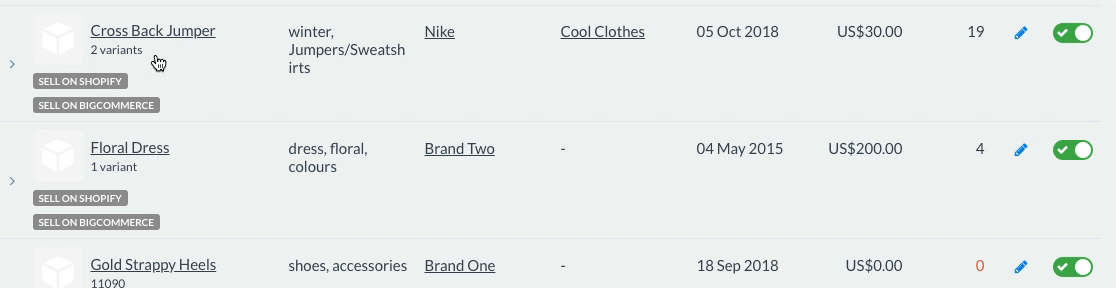 Cross Back Jumper winter, Nike Cool Clothes 05 Oct 2018 US$30.00 19
2 variants Jumpers/Sweatsh
irts
SELL ON SHOPIFY
SELL ON BIGCOMMERCE
Floral Dress dress, floral, Brand Two - 04 May 2015 US$200.00 4
1 variant colours
SELL ON SHOPIFY
SELL ON BIGCOMMERCE
Gold Strappy Heels shoes, accessories Brand One - 18 Sep 2018 US$0.00 0
11090